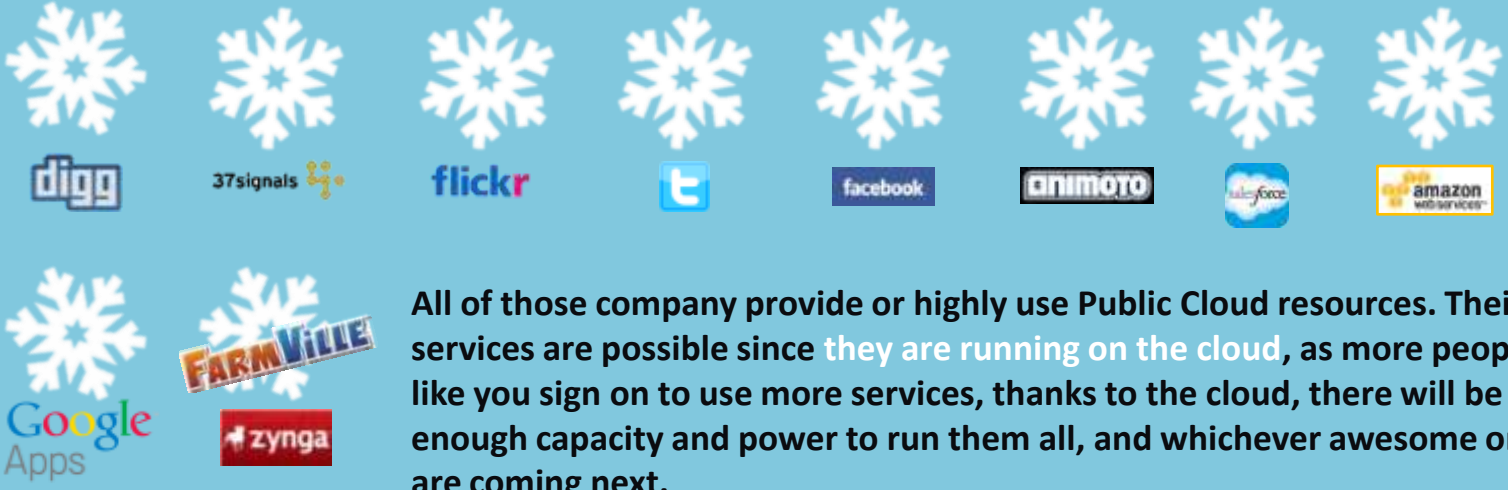 digg
37signals
flickr
t
facebook
animoto
salesforce
amazon
webservices™
FARMVILLE
Google
Apps
zynga
All of those company provide or highly use Public Cloud resources. Thei
services are possible since they are running on the cloud, as more peop
like you sign on to use more services, thanks to the cloud, there will be
enough capacity and power to run them all, and whichever awesome o
are coming next.